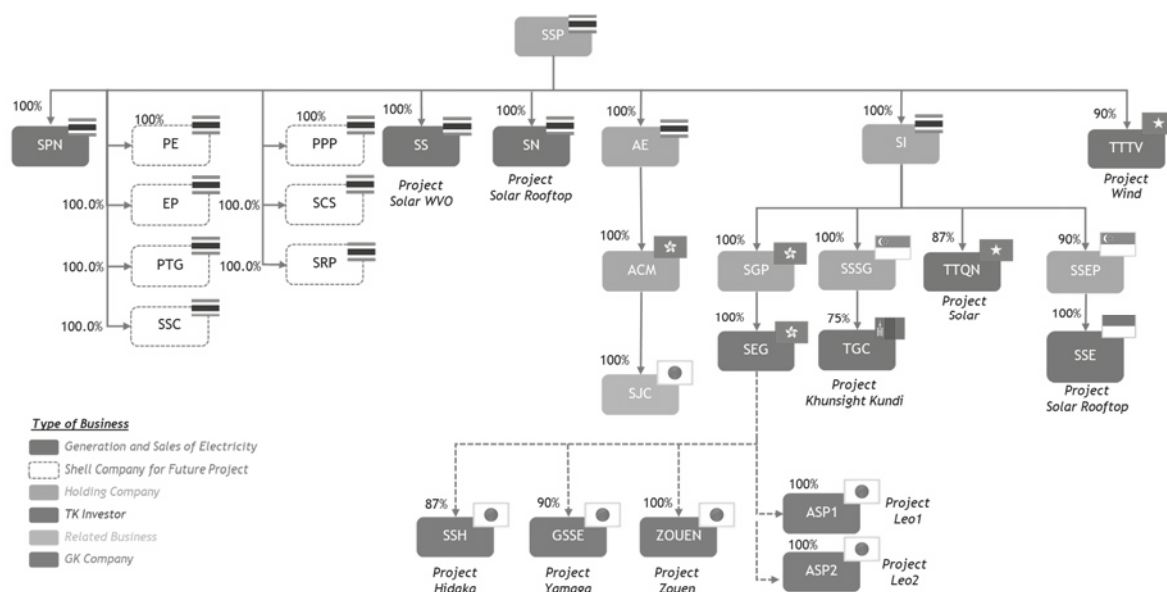 SSP
100%
SPN
100%
PE
100.0%
EP
100.0%
PTG
100.0%
SSC
100%
PPP
100.0%
SCS
100.0%
SRP
100%
SS
Project
Solar WVO
100%
SN
Project
Solar Rooftop
100%
AE
100%
ACM
100%
SJC
100%
SI
100%
SGP
100%
SEG
100%
SSSG
75%
TGC
Project
Khunsight Kundi
87%
TTQN
Project
Solar
90%
SSEP
100%
SSE
Project
Solar Rooftop
90%
TTTV
Project
Wind
87%
SSH
Project
Hidaka
90%
GSSE
Project
Yamaga
100%
ZOUEN
Project
Zouen
100%
ASP1
Project
Leo1
100%
ASP2
Project
Leo2
Type of Business
Generation and Sales of Electricity
Shell Company for Future Project
Holding Company
TK Investor
Related Business
GK Company